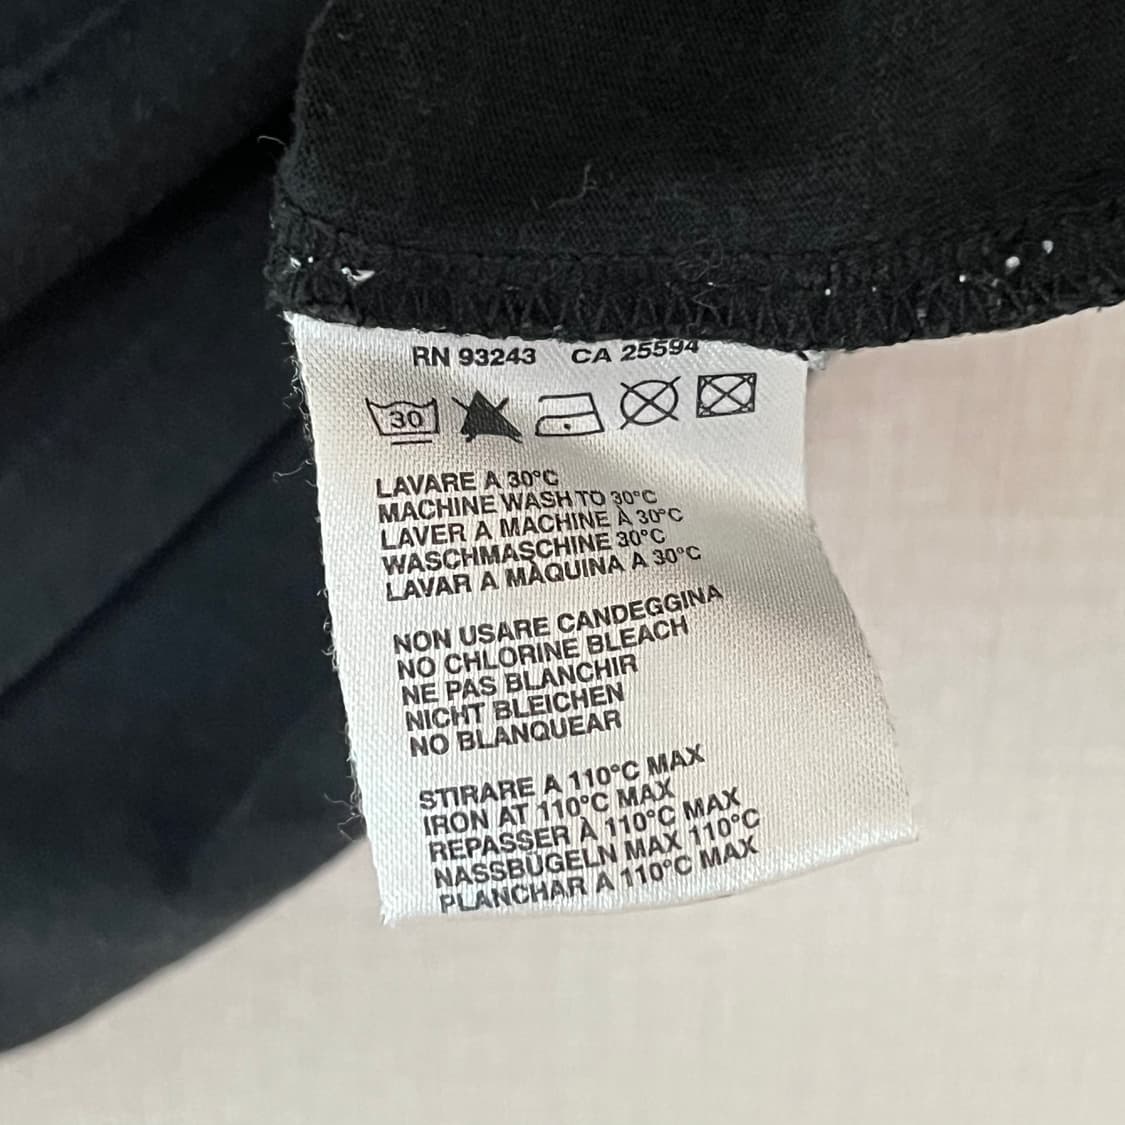 RN 93243 CA 25594
30
LAVARE A 30°C
MACHINE WASH TO 30°C
LAVER A MACHINE À 30°C
WASCHMASCHINE 30°C
LAVAR A MÀQUINA A 30°C
NON USARE CANDEGGINA
NO CHLORINE BLEACH
NE PAS BLANCHIR
NICHT BLEICHEN
NO BLANQUEAR
STIRARE A 110°C MAX
IRON AT 110°C MAX
REPASSER À 110°C MAX
NASSBÜGELN MAX 110°C
PLANCHAR A 110°C MAX